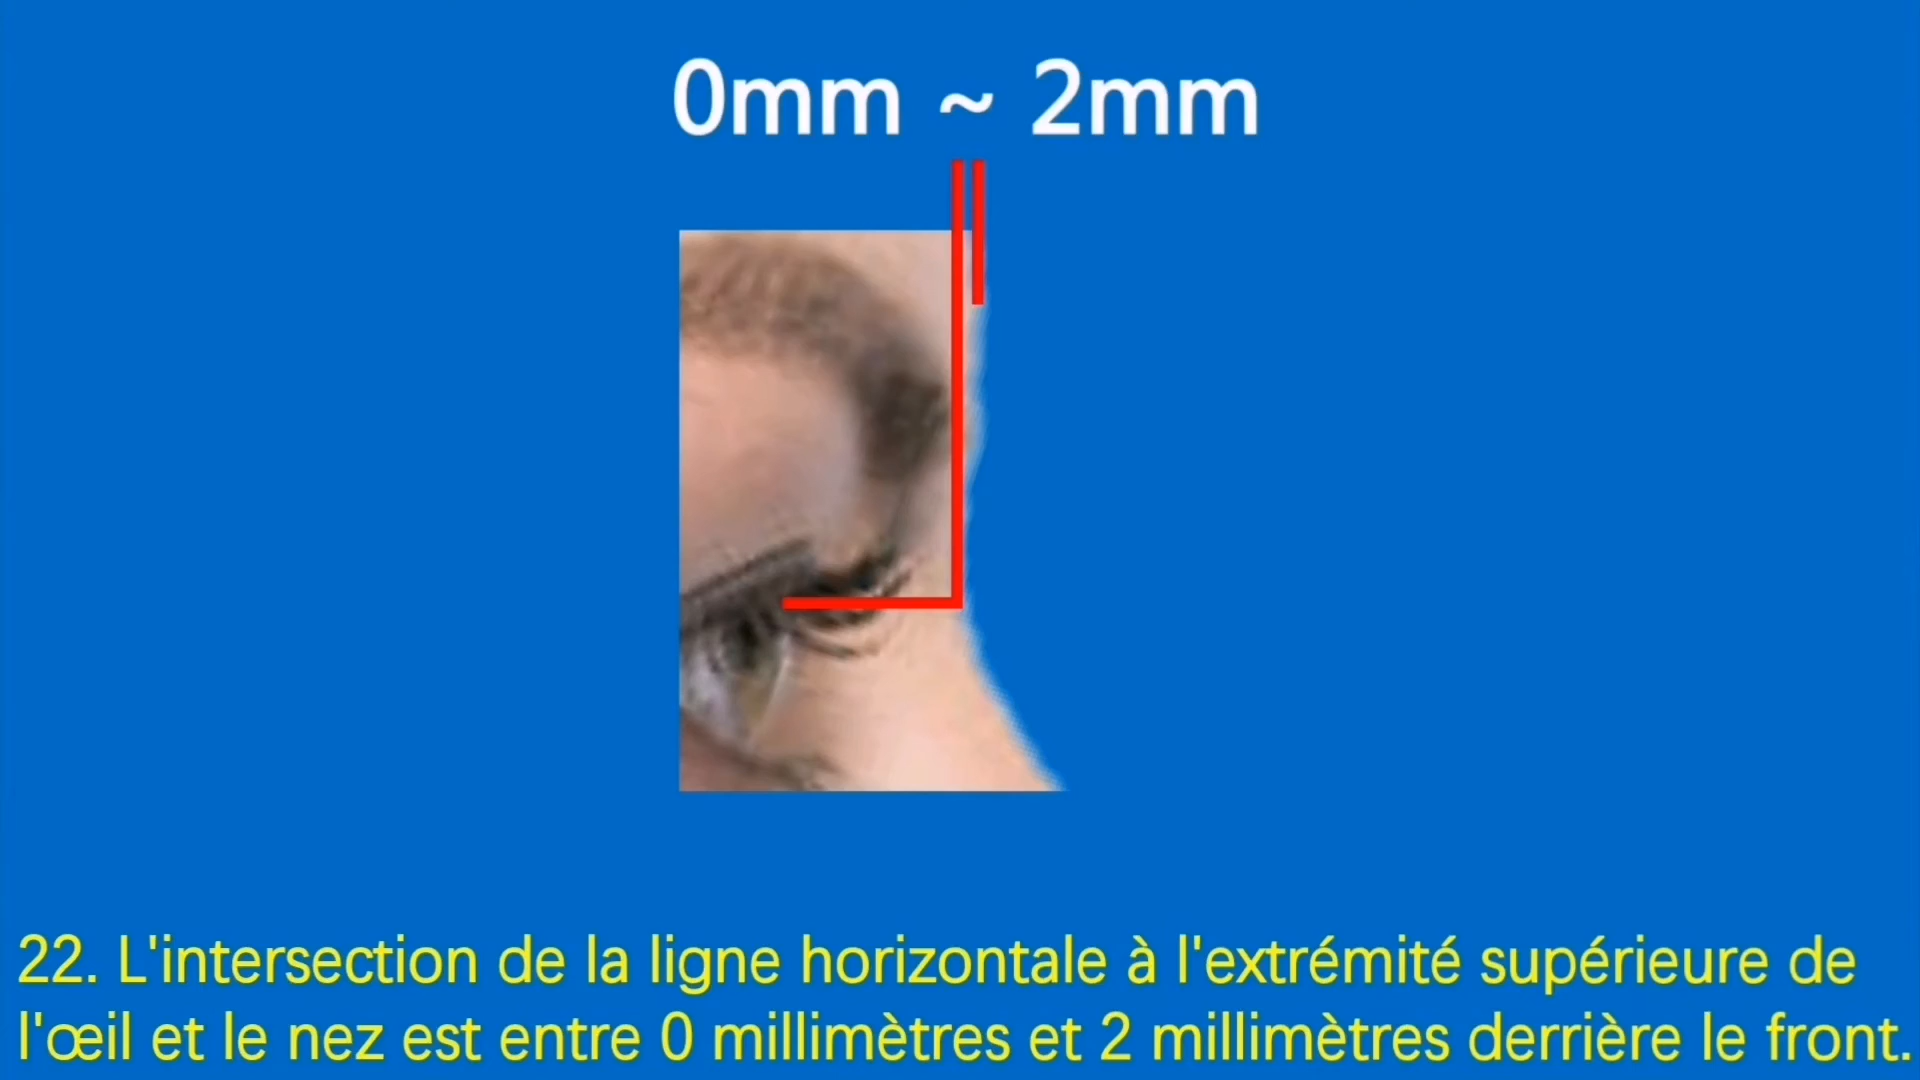 0mm ~ 2mm
22. L'intersection de la ligne horizontale à l'extrémité supérieure de
l'œil et le nez est entre 0 millimètres et 2 millimètres derrière le front.